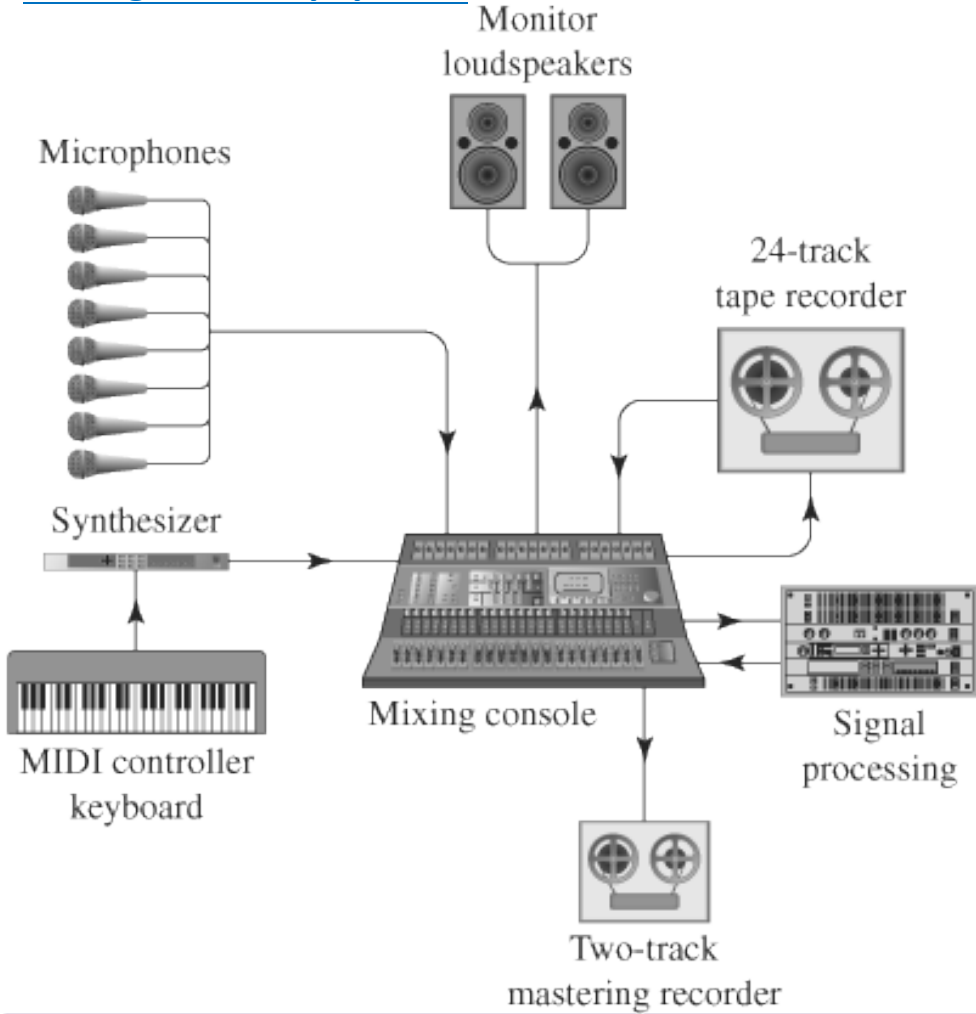 Monitor
loudspeakers
Microphones
24-track
tape recorder
Synthesizer
Mixing console
Signal
processing
MIDI controller
keyboard
Two-track
mastering recorder